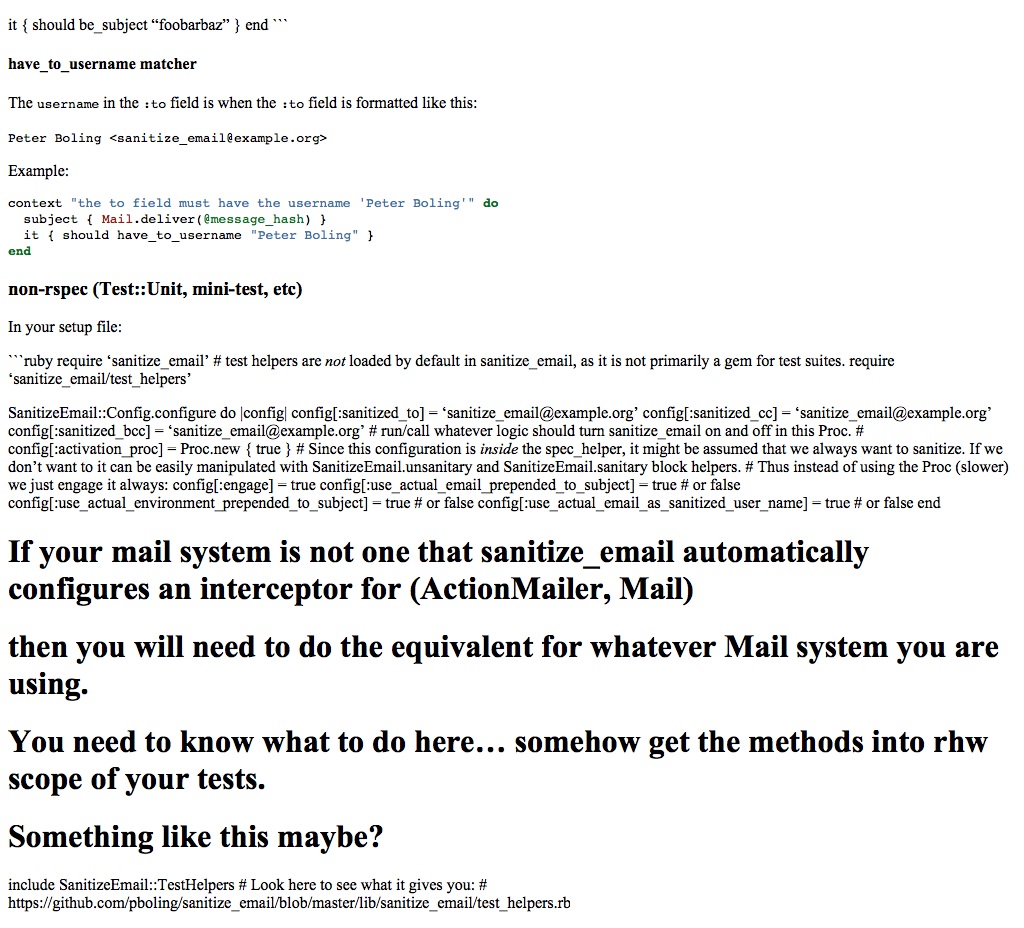 it { should be_subject “foobarbaz” } end ```
have_to_username matcher
The username in the :to field is when the :to field is formatted like this:
Peter Boling <sanitize_email@example.org>
Example:
context "the to field must have the username 'Peter Boling'" do
  subject { Mail.deliver(@message_hash) }
  it { should have_to_username "Peter Boling" }
end
non-rspec (Test::Unit, mini-test, etc)
In your setup file:
```ruby require ‘sanitize_email’ # test helpers are not loaded by default in sanitize_email, as it is not primarily a gem for test suites. require
‘sanitize_email/test_helpers’
SanitizeEmail::Config.configure do |config| config[:sanitized_to] = ‘sanitize_email@example.org’ config[:sanitized_cc] = ‘sanitize_email@example.org’
config[:sanitized_bcc] = ‘sanitize_email@example.org’ # run/call whatever logic should turn sanitize_email on and off in this Proc. #
config[:activation_proc] = Proc.new { true } # Since this configuration is inside the spec_helper, it might be assumed that we always want to sanitize. If we
don’t want to it can be easily manipulated with SanitizeEmail.unsanitary and SanitizeEmail.sanitary block helpers. # Thus instead of using the Proc (slower)
we just engage it always: config[:engage] = true config[:use_actual_email_prepended_to_subject] = true # or false
config[:use_actual_environment_prepended_to_subject] = true # or false config[:use_actual_email_as_sanitized_user_name] = true # or false end
If your mail system is not one that sanitize_email automatically
configures an interceptor for (ActionMailer, Mail)
then you will need to do the equivalent for whatever Mail system you are
using.
You need to know what to do here… somehow get the methods into rhw
scope of your tests.
Something like this maybe?
include SanitizeEmail::TestHelpers # Look here to see what it gives you: #
https://github.com/pboling/sanitize_email/blob/master/lib/sanitize_email/test_helpers.rb